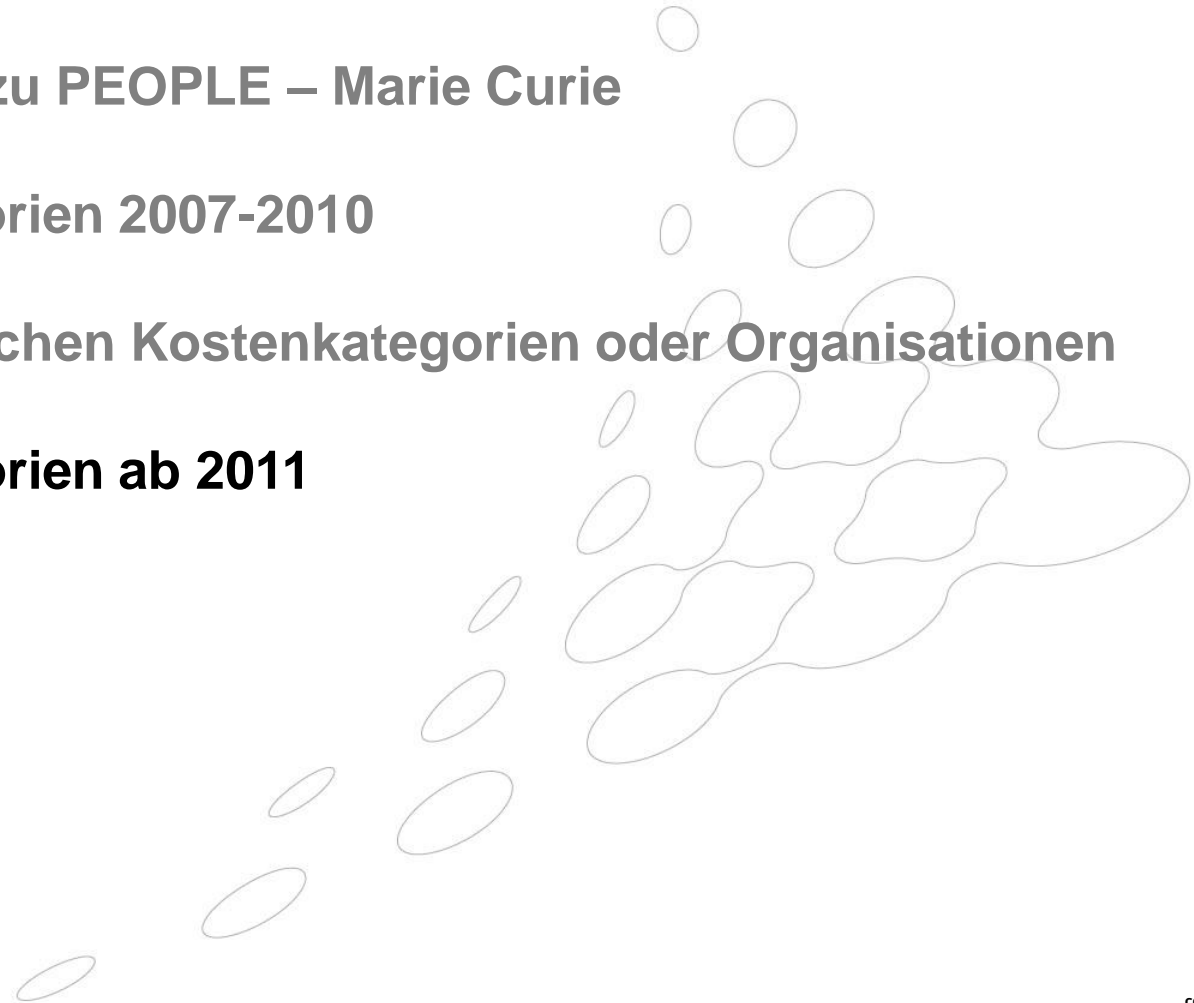 zu PEOPLE – Marie Curie
orien 2007-2010
chen Kostenkategorien oder Organisationen
orien ab 2011